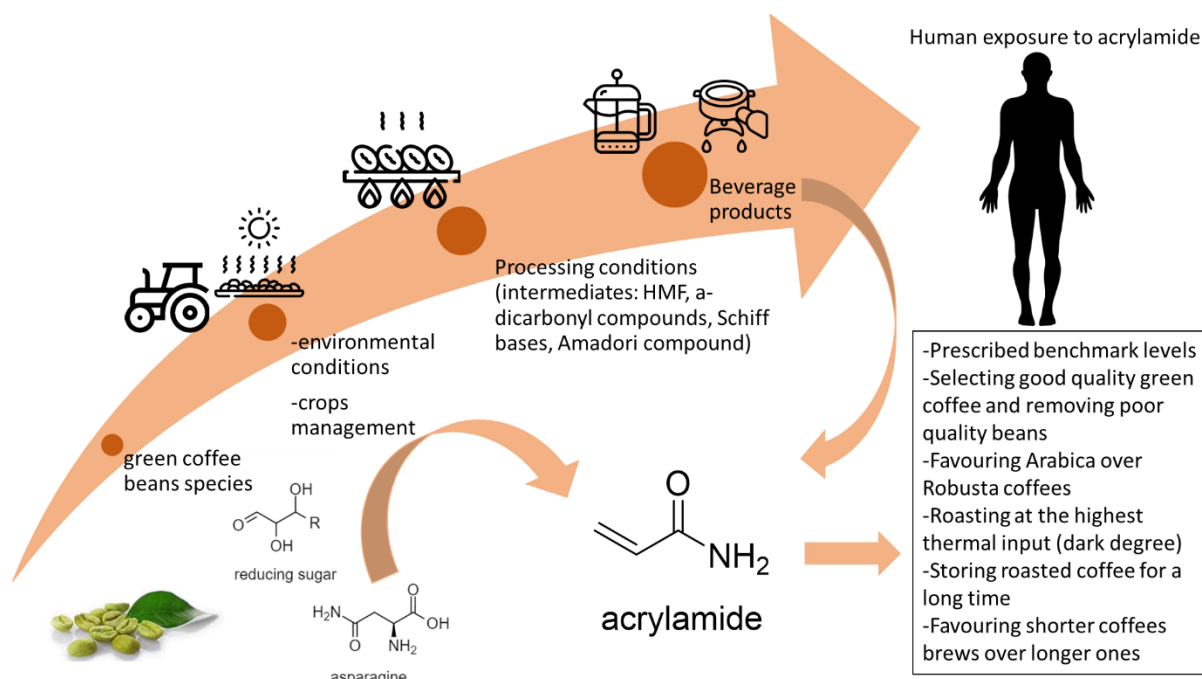 Human exposure to acrylamide
Beverage
products
Processing conditions
(intermediates: HMF, a-
dicarbonyl compounds, Schiff
bases, Amadori compound)
-environmental
conditions
-crops
management
green coffee
beans species
OH
O
R
OH
reducing sugar
O
H₂N
OH
O
NH₂
asparagine
O
NH₂
acrylamide
-Prescribed benchmark levels
-Selecting good quality green
coffee and removing poor
quality beans
-Favouring Arabica over
Robusta coffees
-Roasting at the highest
thermal input (dark degree)
-Storing roasted coffee for a
long time
-Favouring shorter coffees
brews over longer ones